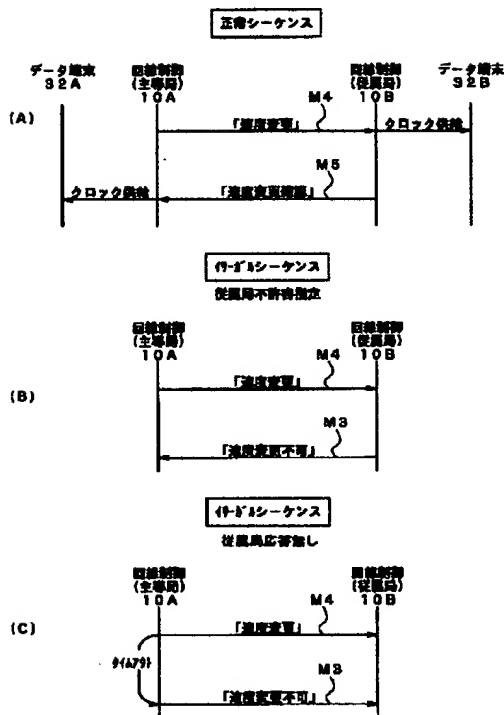 正常シーケンス
データ端末 回線制御 回線制御 データ端末
32A (主導局) (従属局) 32B
10A 10B
(A)
「速度変更」 M4 クロック供給
クロック供給 「速度変更確認」 M5
イリーガルシーケンス
従属局不許容指定
回線制御 回線制御
(主導局) (従属局)
10A 10B
(B)
「速度変更」 M4
「速度変更不可」 M3
イリーガルシーケンス
従属局応答無し
回線制御 回線制御
(主導局) (従属局)
10A 10B
(C)
「速度変更」 M4
タイムアウト
「速度変更不可」 M3